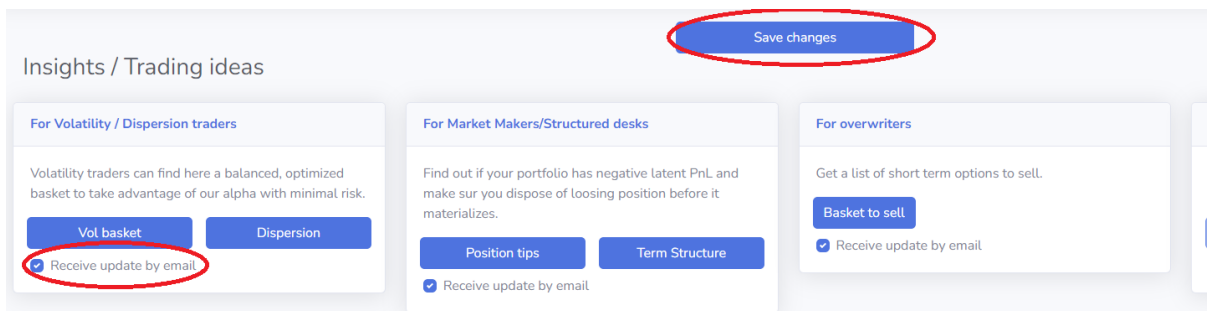 Save changes
Insights / Trading ideas
For Volatility / Dispersion traders
Volatility traders can find here a balanced, optimized
basket to take advantage of our alpha with minimal risk.
Vol basket
Dispersion
Receive update by email
For Market Makers/Structured desks
Find out if your portfolio has negative latent PnL and
make sur you dispose of loosing position before it
materializes.
Position tips
Term Structure
Receive update by email
For overwriters
Get a list of short term options to sell.
Basket to sell
Receive update by email